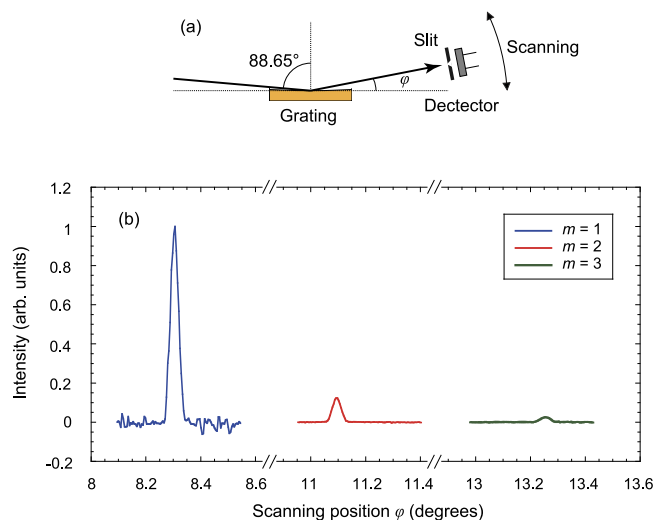 (a)
Slit
Scanning
88.65°
φ
Grating
Dectector
1.2
1
0.8
0.6
0.4
0.2
0
-0.2
Intensity (arb. units)
(b)
m = 1
m = 2
m = 3
8 8.2 8.4 8.6 11 11.2 11.4 13 13.2 13.4 13.6
Scanning position φ (degrees)